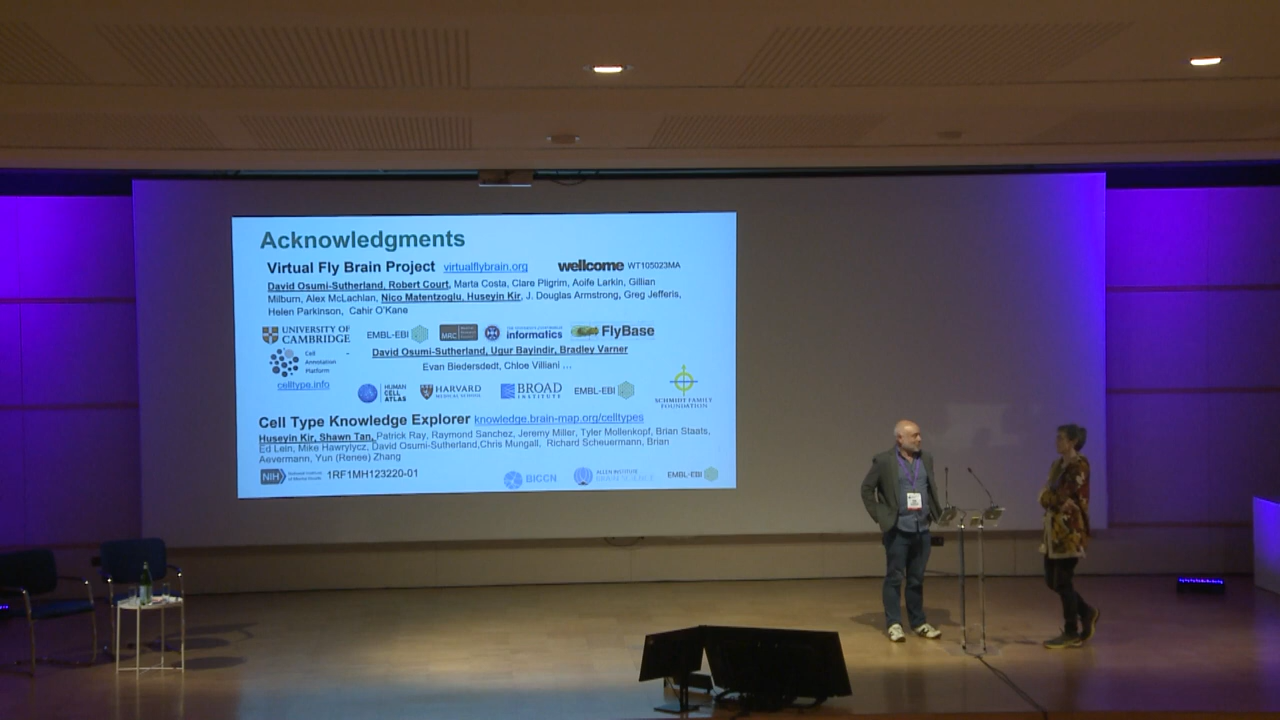 Acknowledgments
Virtual Fly Brain Project virtualflybrain.org wellcome WT105023MA
David Osumi-Sutherland, Robert Court, Marta Costa, Clare Pligrim, Aoife Larkin, Gillian
Milburn, Alex McLachlan, Nico Matentzoglu, Huseyin Kir, J. Douglas Armstrong, Greg Jefferis,
Helen Parkinson, Cahir O'Kane
UNIVERSITY OF
CAMBRIDGE
EMBL-EBI
MRC
informatics
FlyBase
Cell
Annotation
Platform
David Osumi-Sutherland, Ugur Bayindir, Bradley Varner
Evan Biedersdedt, Chloe Villiani ...
celltype.info
HUMAN
CELL
ATLAS
HARVARD
MEDICAL SCHOOL
BROAD
INSTITUTE
EMBL-EBI
SCHMIDT FAMILY
FOUNDATION
Cell Type Knowledge Explorer knowledge.brain-map.org/celltypes
Huseyin Kir, Shawn Tan, Patrick Ray, Raymond Sanchez, Jeremy Miller, Tyler Mollenkopf, Brian Staats,
Ed Lein, Mike Hawrylycz, David Osumi-Sutherland,Chris Mungall, Richard Scheuermann, Brian
Aevermann, Yun (Renee) Zhang
NIH
1RF1MH123220-01
BICCN
ALLEN INSTITUTE
BRAIN SCIENCE
EMBL-EBI